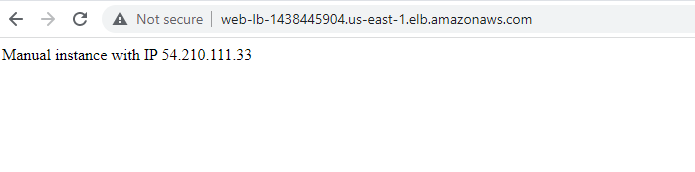 Not secure | web-lb-1438445904.us-east-1.elb.amazonaws.com
Manual instance with IP 54.210.111.33